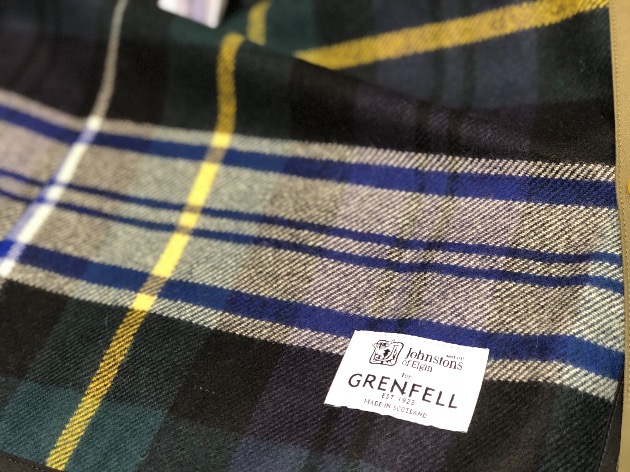 Johnstons
of Elgin
For
GRENFELL
EST 1923
MADE IN SCOTLAND